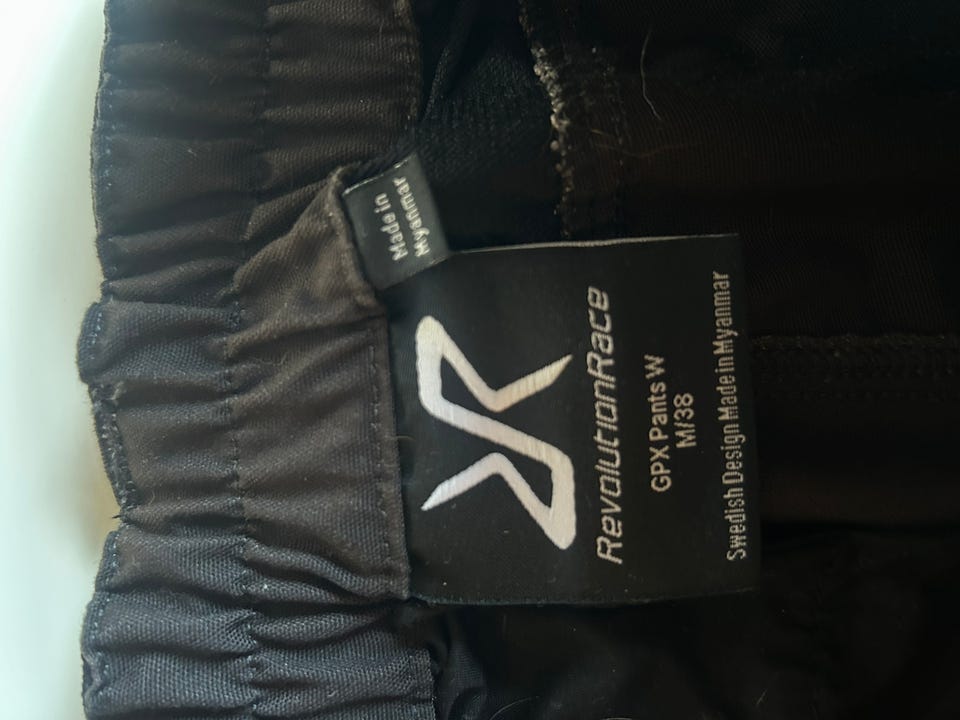 Made in
Myanmar
RevolutionRace
GPX Pants W
M/38
Swedish Design Made in Myanmar